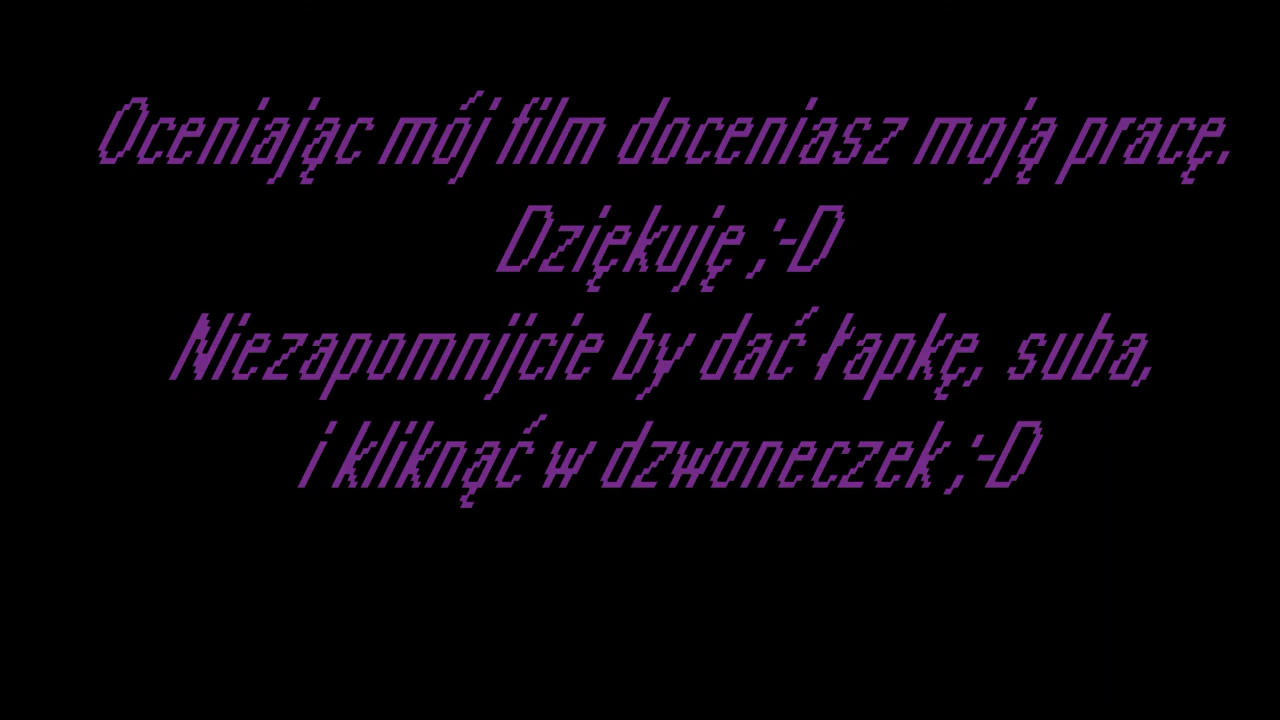 Oceniając mój film doceniasz moją pracę.
Dziękuję ;-D
Niezapomnijcie by dać łapkę, suba,
i kliknąć w dzwoneczek ;-D